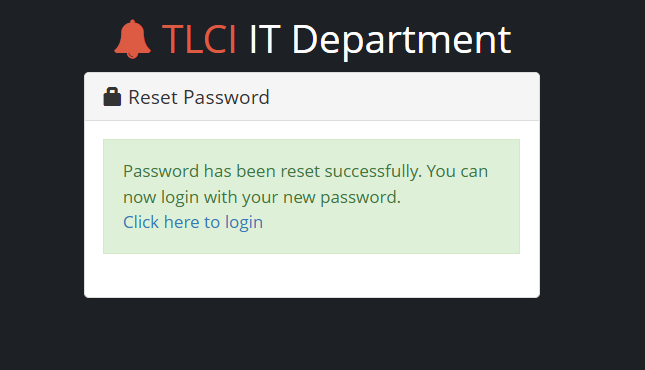 TLCI IT Department
Reset Password
Password has been reset successfully. You can
now login with your new password.
Click here to login